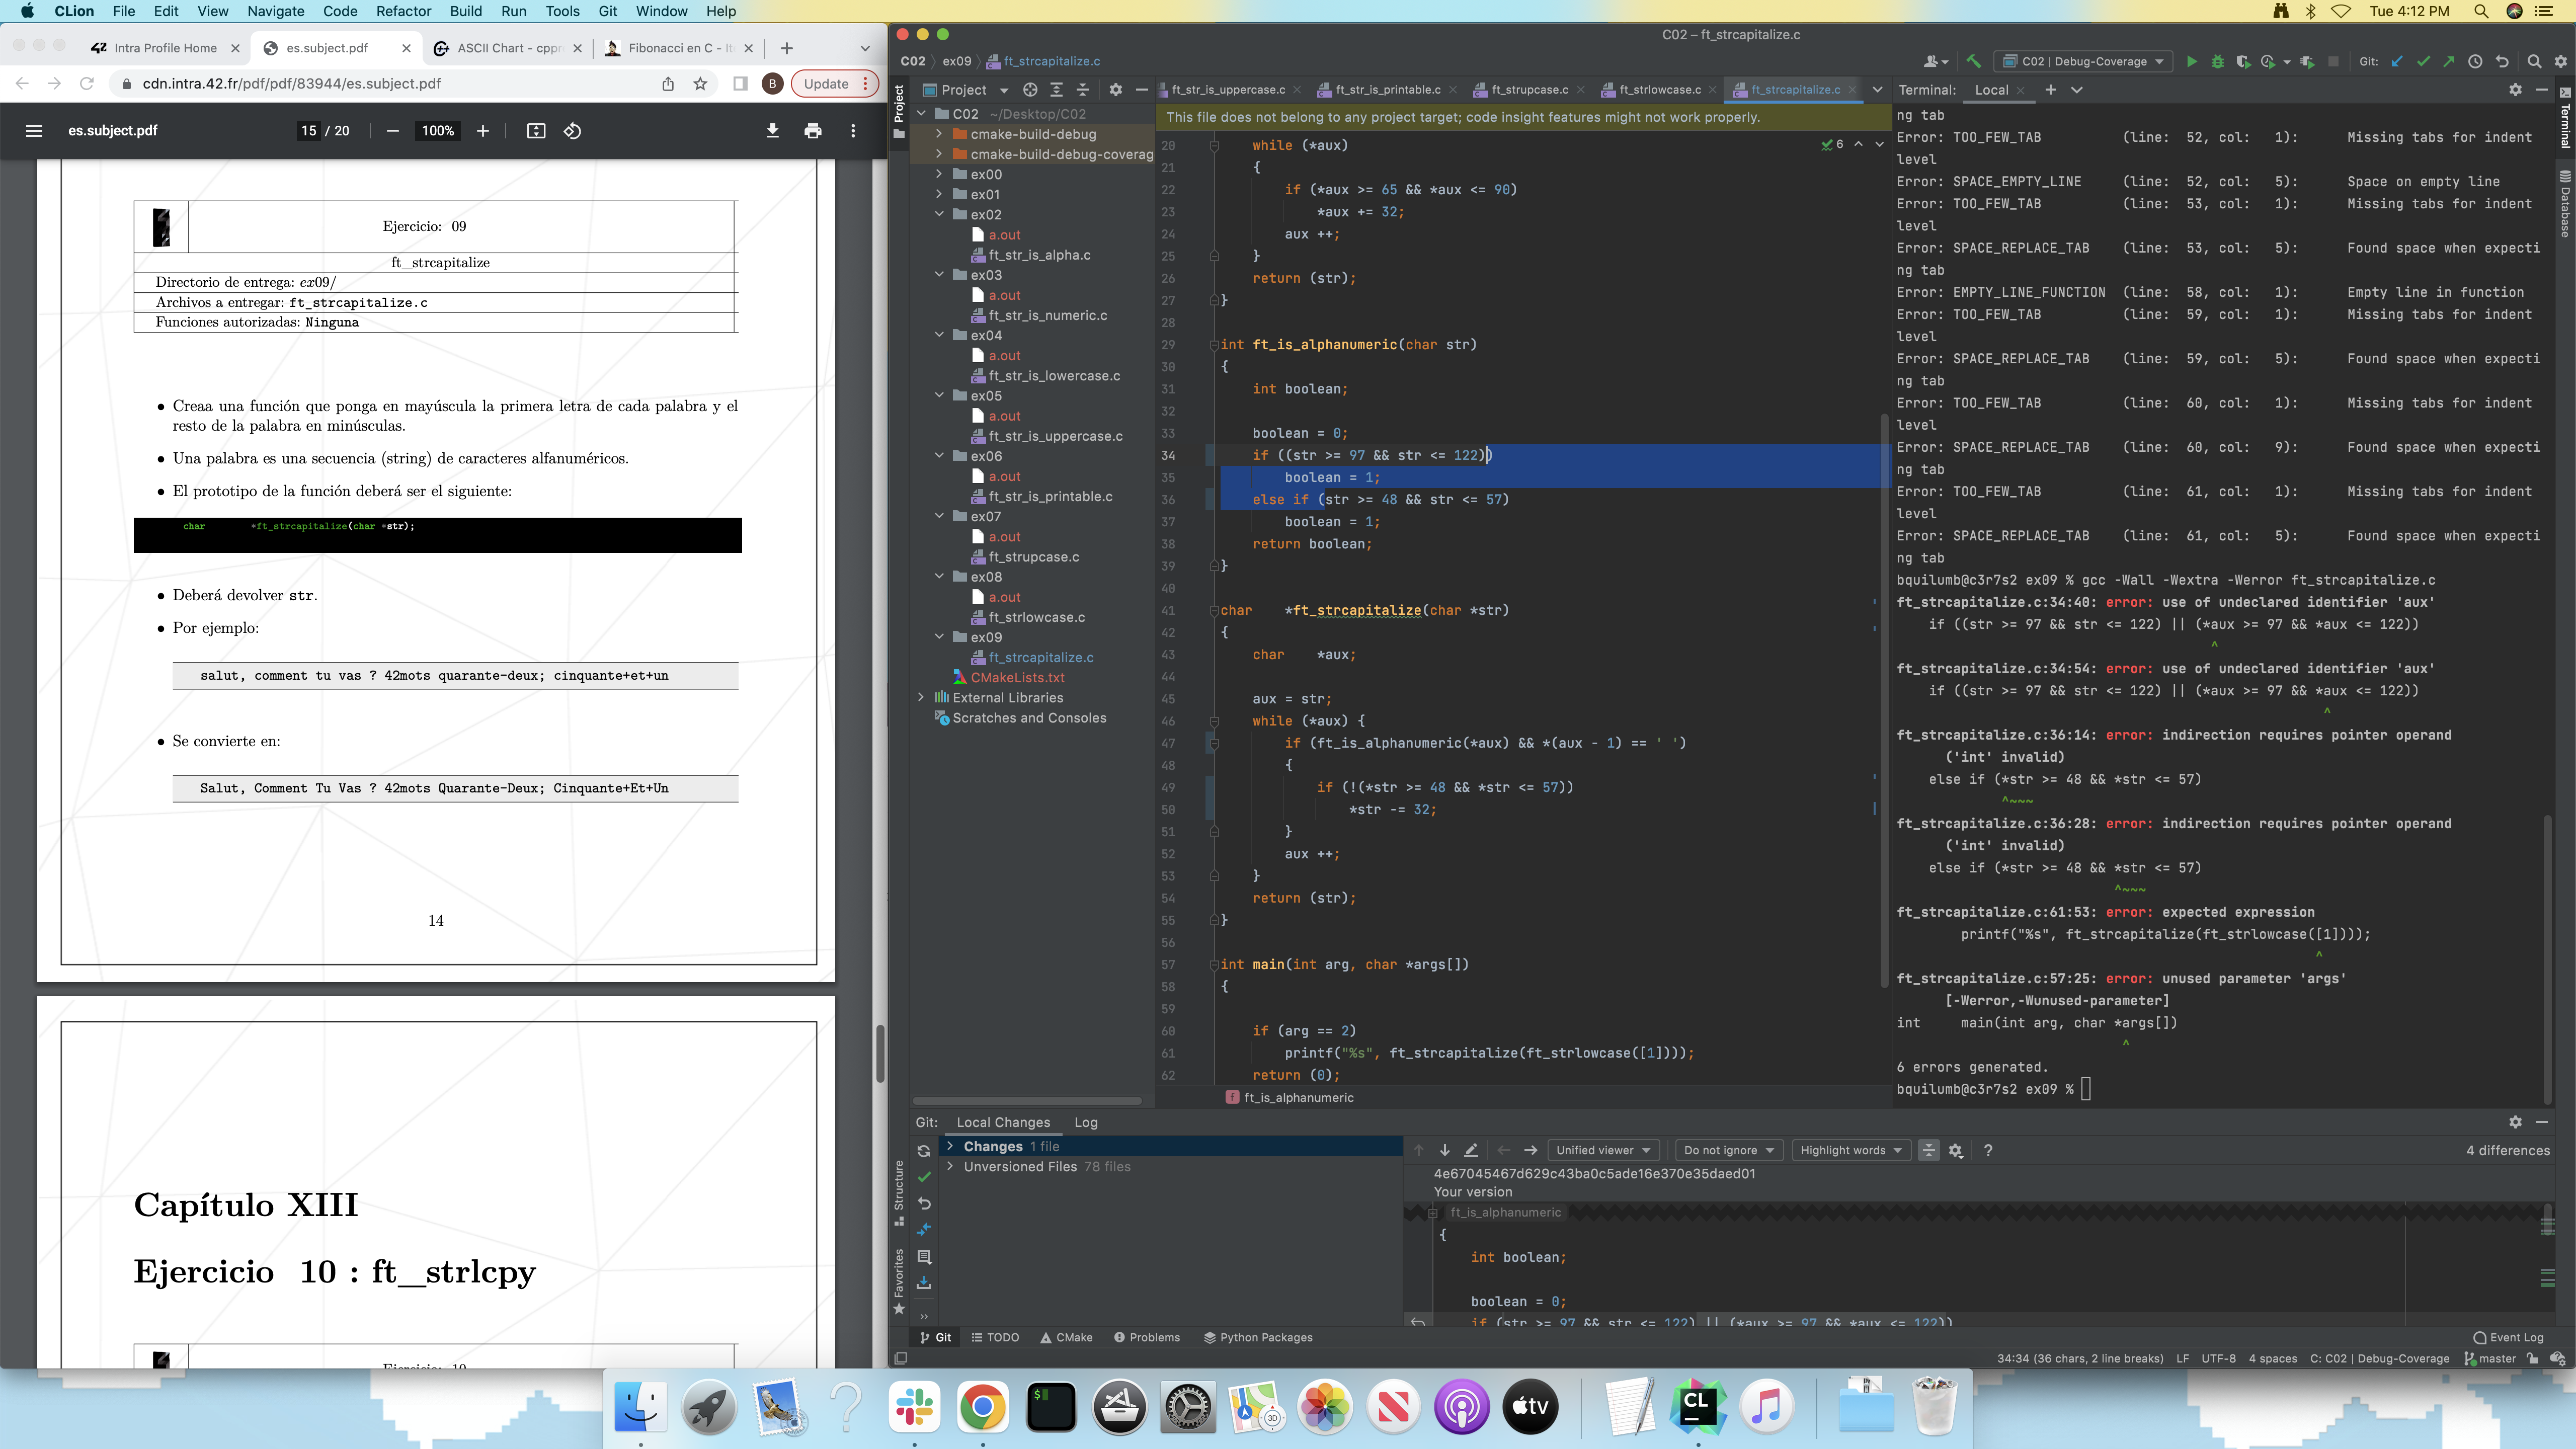 CLion File Edit View Navigate Code Refactor Build Run Tools Git Window Help
Tue 4:12 PM
Intra Profile Home
es.subject.pdf
ASCII Chart - cppr
Fibonacci en C - It
cdn.intra.42.fr/pdf/pdf/83944/es.subject.pdf
B
Update
es.subject.pdf
15 / 20
100%
Ejercicio: 09
ft_strcapitalize
Directorio de entrega: ex09/
Archivos a entregar: ft_strcapitalize.c
Funciones autorizadas: Ninguna
• Creaa una función que ponga en mayúscula la primera letra de cada palabra y el
resto de la palabra en minúsculas.
• Una palabra es una secuencia (string) de caracteres alfanuméricos.
• El prototipo de la función deberá ser el siguiente:
char *ft_strcapitalize(char *str);
• Deberá devolver str.
• Por ejemplo:
salut, comment tu vas ? 42mots quarante-deux; cinquante+et+un
• Se convierte en:
Salut, Comment Tu Vas ? 42mots Quarante-Deux; Cinquante+Et+Un
14
Capítulo XIII
Ejercicio 10 : ft_strlcpy
Ejercicio: 10
C02 – ft_strcapitalize.c
C02 ex09 ft_strcapitalize.c
C02 | Debug-Coverage
Git:
Project
Project
C02 ~/Desktop/C02
cmake-build-debug
cmake-build-debug-coverag
ex00
ex01
ex02
a.out
ft_str_is_alpha.c
ex03
a.out
ft_str_is_numeric.c
ex04
a.out
ft_str_is_lowercase.c
ex05
a.out
ft_str_is_uppercase.c
ex06
a.out
ft_str_is_printable.c
ex07
a.out
ft_strupcase.c
ex08
a.out
ft_strlowcase.c
ex09
ft_strcapitalize.c
CMakeLists.txt
External Libraries
Scratches and Consoles
ft_str_is_uppercase.c
ft_str_is_printable.c
ft_strupcase.c
ft_strlowcase.c
ft_strcapitalize.c
This file does not belong to any project target; code insight features might not work properly.
6
20 while (*aux)
21 {
22 if (*aux >= 65 && *aux <= 90)
23 *aux += 32;
24 aux ++;
25 }
26 return (str);
27 }
28
29 int ft_is_alphanumeric(char str)
30 {
31 int boolean;
32
33 boolean = 0;
34 if ((str >= 97 && str <= 122))
35 boolean = 1;
36 else if (str >= 48 && str <= 57)
37 boolean = 1;
38 return boolean;
39 }
40
41 char *ft_strcapitalize(char *str)
42 {
43 char *aux;
44
45 aux = str;
46 while (*aux) {
47 if (ft_is_alphanumeric(*aux) && *(aux - 1) == ' ')
48 {
49 if (!(*str >= 48 && *str <= 57))
50 *str -= 32;
51 }
52 aux ++;
53 }
54 return (str);
55 }
56
57 int main(int arg, char *args[])
58 {
59
60 if (arg == 2)
61 printf("%s", ft_strcapitalize(ft_strlowcase([1])));
62 return (0);
ft_is_alphanumeric
Terminal: Local
ng tab
Error: TOO_FEW_TAB (line: 52, col: 1): Missing tabs for indent
level
Error: SPACE_EMPTY_LINE (line: 52, col: 5): Space on empty line
Error: TOO_FEW_TAB (line: 53, col: 1): Missing tabs for indent
level
Error: SPACE_REPLACE_TAB (line: 53, col: 5): Found space when expecti
ng tab
Error: EMPTY_LINE_FUNCTION (line: 58, col: 1): Empty line in function
Error: TOO_FEW_TAB (line: 59, col: 1): Missing tabs for indent
level
Error: SPACE_REPLACE_TAB (line: 59, col: 5): Found space when expecti
ng tab
Error: TOO_FEW_TAB (line: 60, col: 1): Missing tabs for indent
level
Error: SPACE_REPLACE_TAB (line: 60, col: 9): Found space when expecti
ng tab
Error: TOO_FEW_TAB (line: 61, col: 1): Missing tabs for indent
level
Error: SPACE_REPLACE_TAB (line: 61, col: 5): Found space when expecti
ng tab
bquilumb@c3r7s2 ex09 % gcc -Wall -Wextra -Werror ft_strcapitalize.c
ft_strcapitalize.c:34:40: error: use of undeclared identifier 'aux'
if ((str >= 97 && str <= 122) || (*aux >= 97 && *aux <= 122))
^
ft_strcapitalize.c:34:54: error: use of undeclared identifier 'aux'
if ((str >= 97 && str <= 122) || (*aux >= 97 && *aux <= 122))
^
ft_strcapitalize.c:36:14: error: indirection requires pointer operand
('int' invalid)
else if (*str >= 48 && *str <= 57)
^~~~
ft_strcapitalize.c:36:28: error: indirection requires pointer operand
('int' invalid)
else if (*str >= 48 && *str <= 57)
^~~~
ft_strcapitalize.c:61:53: error: expected expression
printf("%s", ft_strcapitalize(ft_strlowcase([1])));
^
ft_strcapitalize.c:57:25: error: unused parameter 'args'
[-Werror,-Wunused-parameter]
int main(int arg, char *args[])
^
6 errors generated.
bquilumb@c3r7s2 ex09 %
Terminal
Database
Git: Local Changes Log
Changes 1 file
Unversioned Files 78 files
Unified viewer
Do not ignore
Highlight words
?
4 differences
4e67045467d629c43ba0c5ade16e370e35daed01
Your version
ft_is_alphanumeric
{
int boolean;
boolean = 0;
if (str >= 97 && str <= 122) || (*aux >= 97 && *aux <= 122))
Structure
Favorites
Git TODO CMake Problems Python Packages
Event Log
34:34 (36 chars, 2 line breaks) LF UTF-8 4 spaces C: C02 | Debug-Coverage master
$
3D
tv
CL